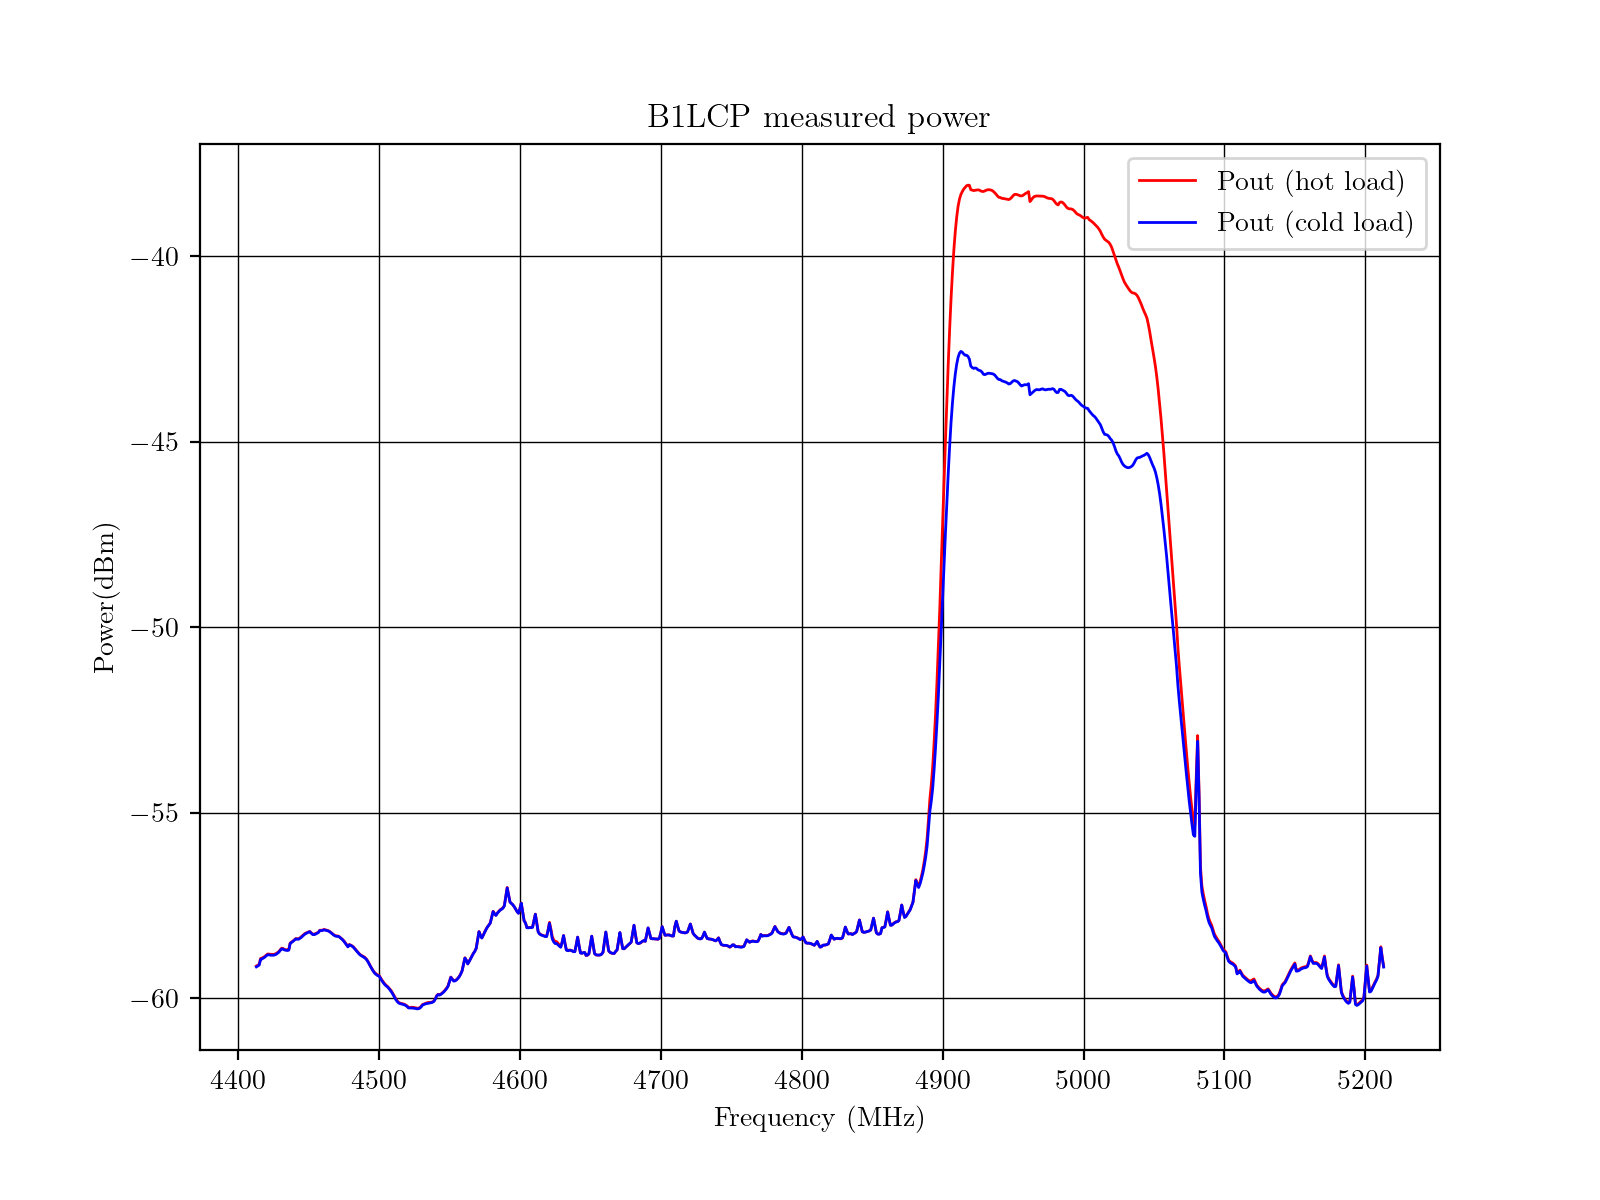 B1LCP measured power
Pout (hot load)
Pout (cold load)
Power(dBm)
−40
−45
−50
−55
−60
4400 4500 4600 4700 4800 4900 5000 5100 5200
Frequency (MHz)